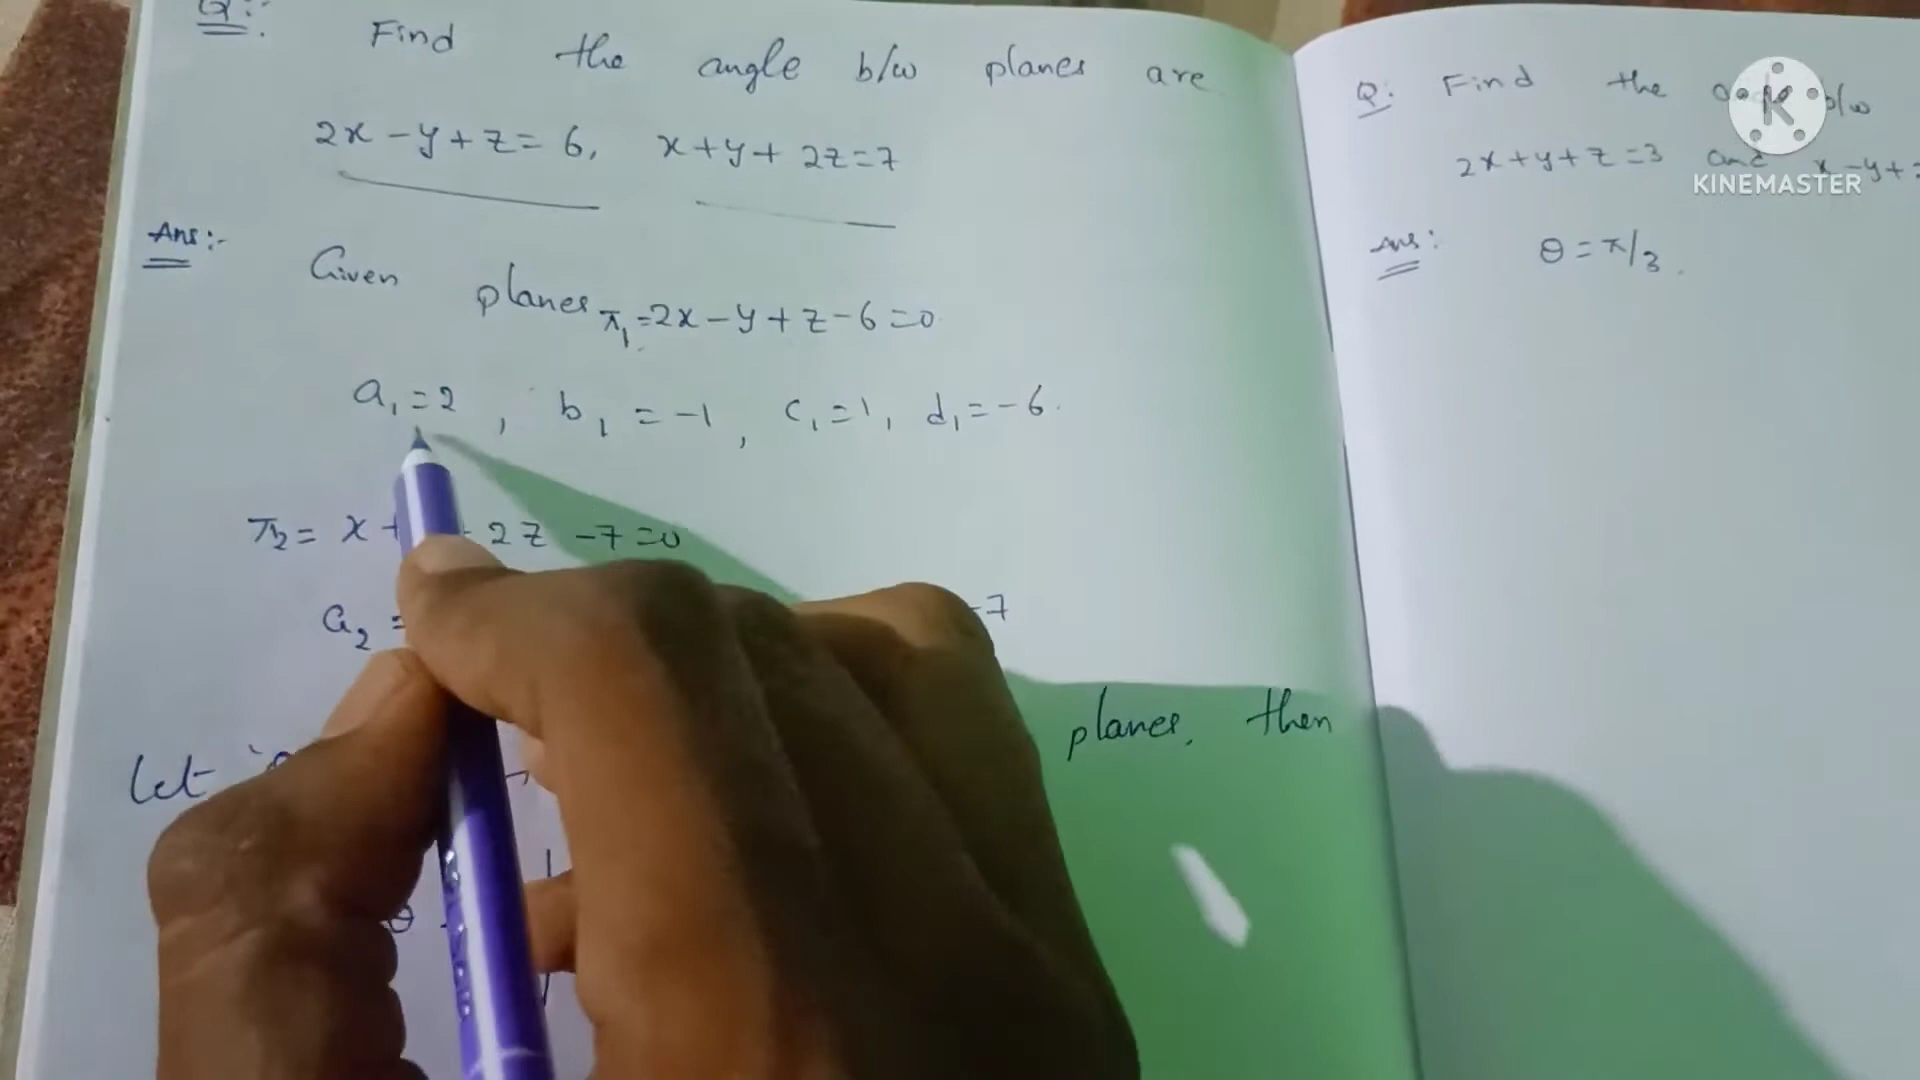 Q:.
Find the angle b/w planes are
2x - y + z = 6, x + y + 2z = 7
Ans:-
Given planes π₁ = 2x - y + z - 6 = 0
a₁ = 2, b₁ = -1, c₁ = 1, d₁ = -6.
π₂ = x + + 2z - 7 = 0
a₂ = -7
Let planes, then
θ
Q: Find the b/w
2x + y + z = 3 and x - y +
Ans: θ = π/3.
K
KINEMASTER